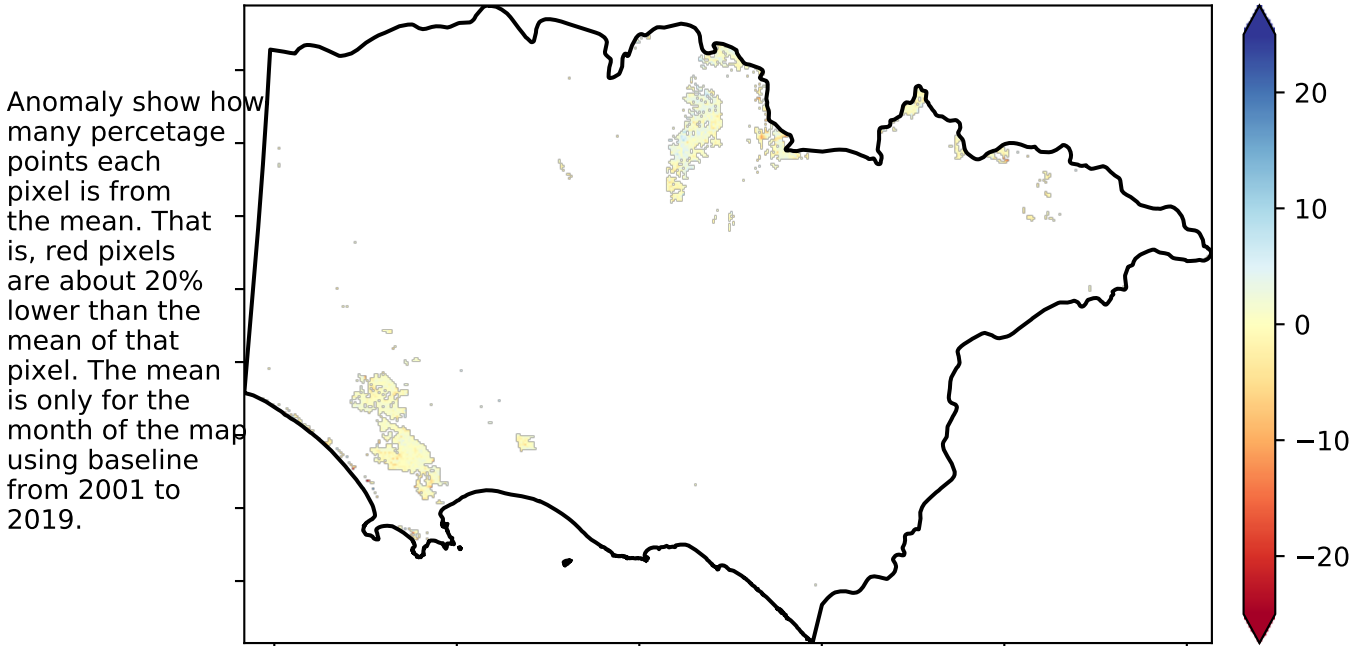 Anomaly show how
many percetage
points each
pixel is from
the mean. That
is, red pixels
are about 20%
lower than the
mean of that
pixel. The mean
is only for the
month of the map
using baseline
from 2001 to
2019.
20
10
0
−10
−20